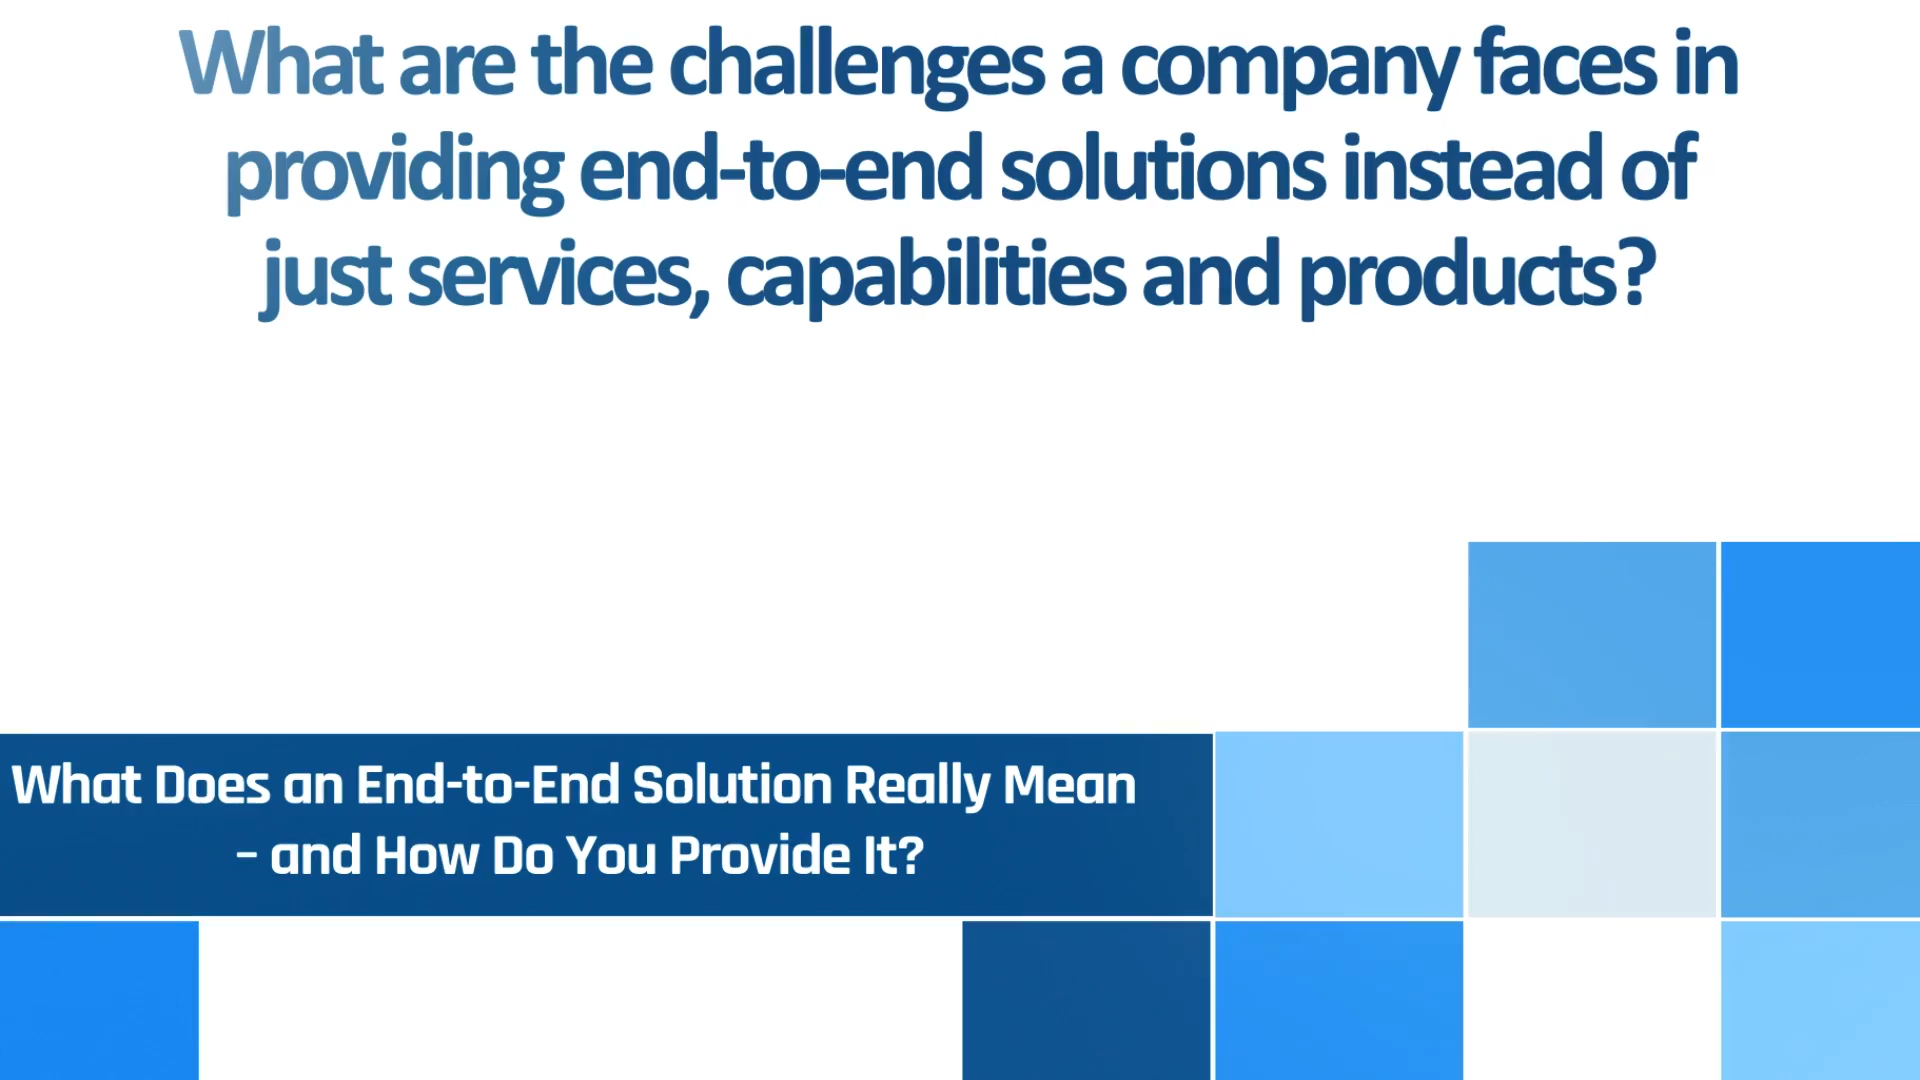 What are the challenges a company faces in
providing end-to-end solutions instead of
just services, capabilities and products?
What Does an End-to-End Solution Really Mean
– and How Do You Provide It?